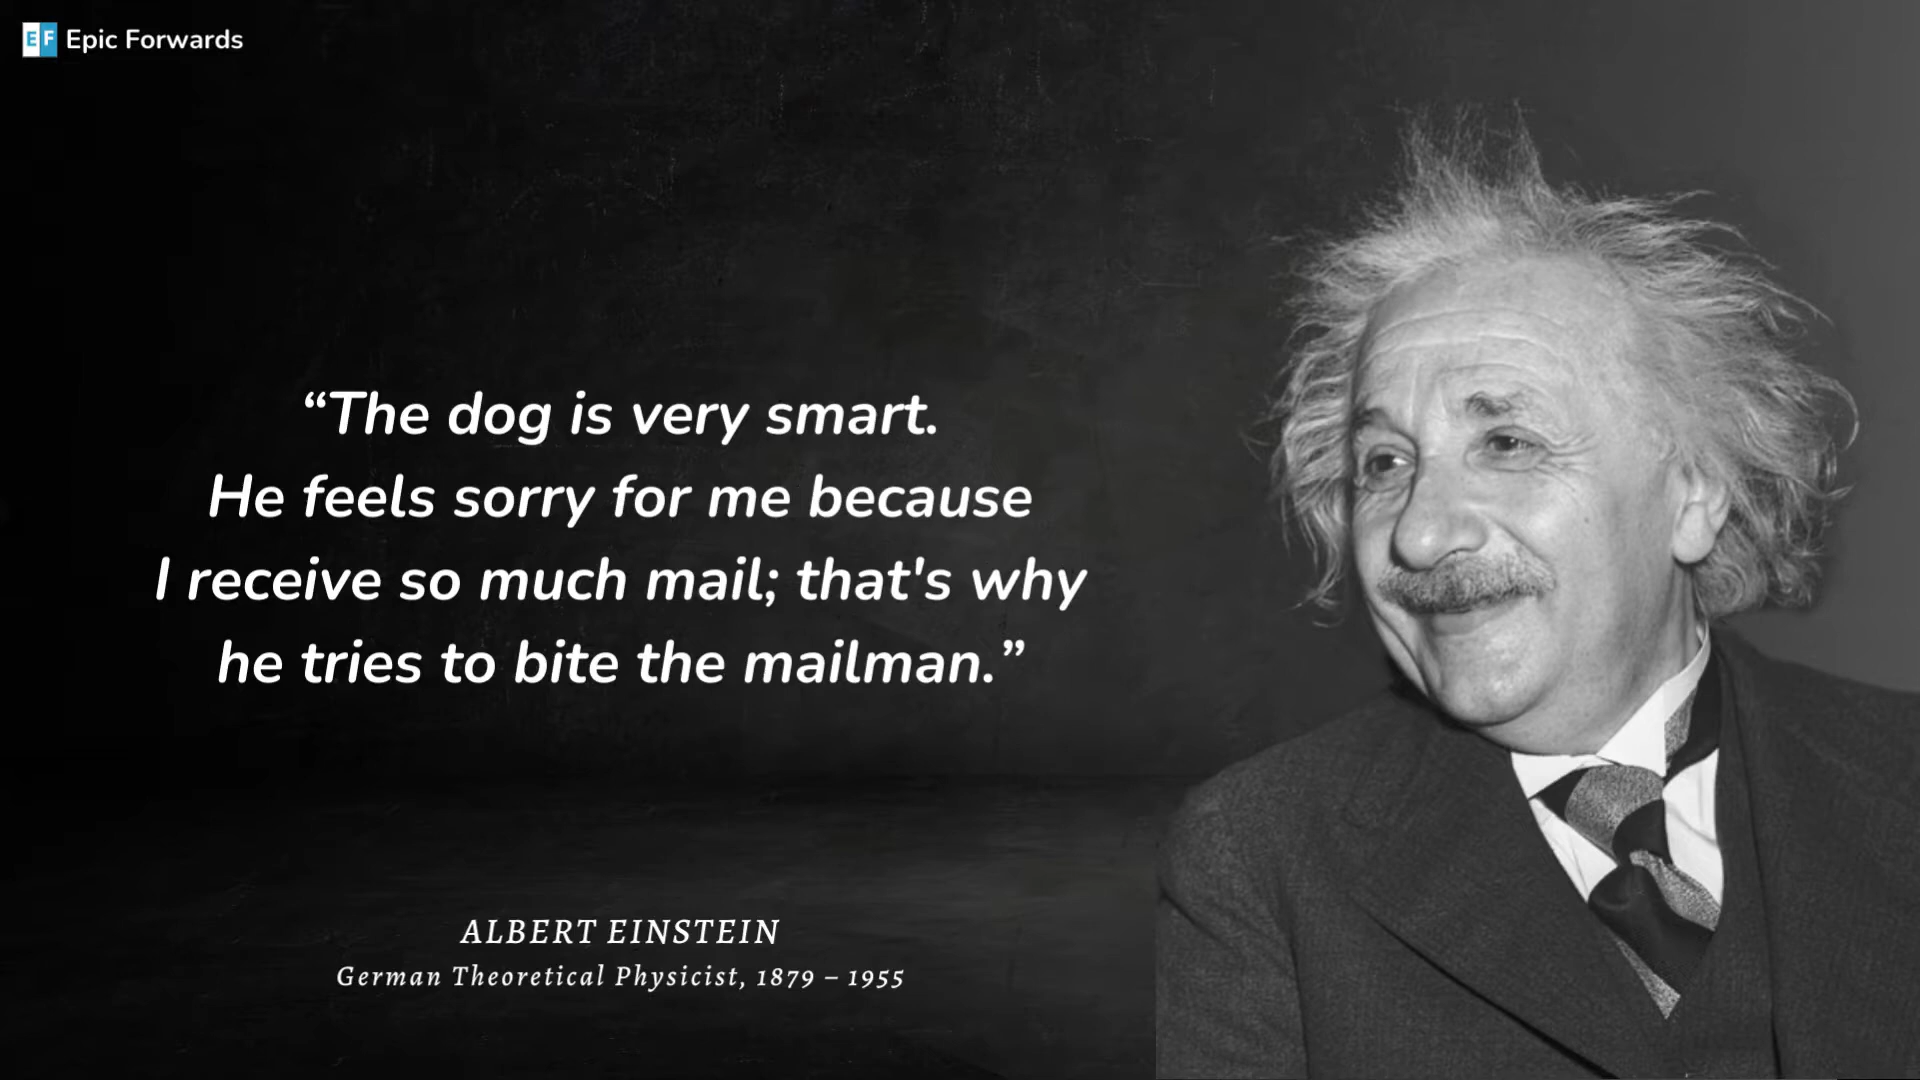 EF Epic Forwards
“The dog is very smart.
He feels sorry for me because
I receive so much mail; that's why
he tries to bite the mailman.”
ALBERT EINSTEIN
German Theoretical Physicist, 1879 – 1955